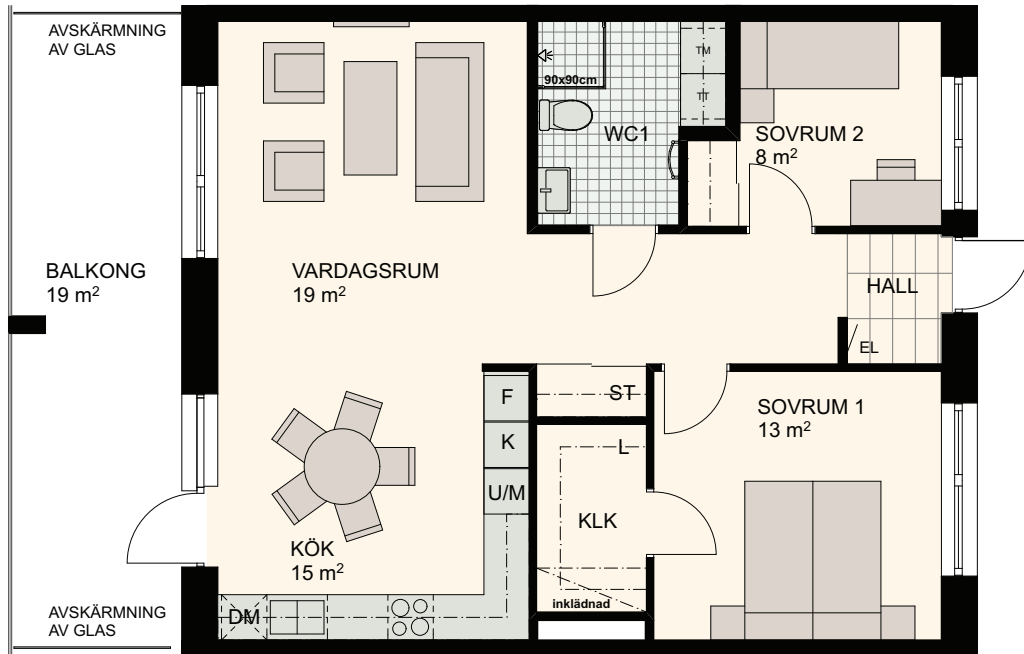 AVSKÄRMNING
AV GLAS
TM
90x90cm
TT
WC1
SOVRUM 2
8 m²
BALKONG
19 m²
VARDAGSRUM
19 m²
HALL
EL
F
ST
SOVRUM 1
13 m²
K
L
U/M
KLK
KÖK
15 m²
inklädnad
DM
AVSKÄRMNING
AV GLAS